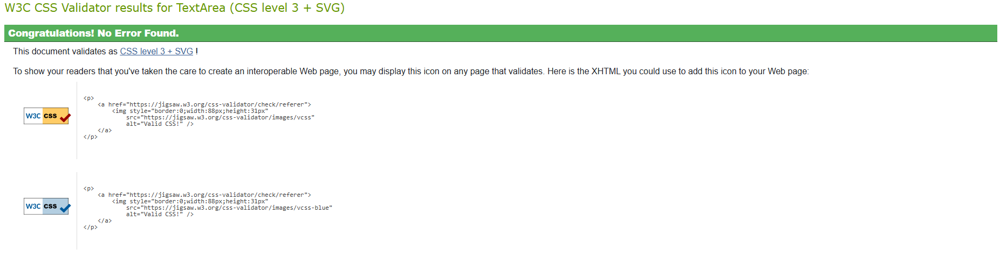 W3C CSS Validator results for TextArea (CSS level 3 + SVG)
Congratulations! No Error Found.
This document validates as CSS level 3 + SVG !
To show your readers that you've taken the care to create an interoperable Web page, you may display this icon on any page that validates. Here is the XHTML you could use to add this icon to your Web page:
W3C css
<p>
    <a href="https://jigsaw.w3.org/css-validator/check/referer">
        <img style="border:0;width:88px;height:31px"
            src="https://jigsaw.w3.org/css-validator/images/vcss"
            alt="Valid CSS!" />
    </a>
</p>
W3C css
<p>
    <a href="https://jigsaw.w3.org/css-validator/check/referer">
        <img style="border:0;width:88px;height:31px"
            src="https://jigsaw.w3.org/css-validator/images/vcss-blue"
            alt="Valid CSS!" />
    </a>
</p>